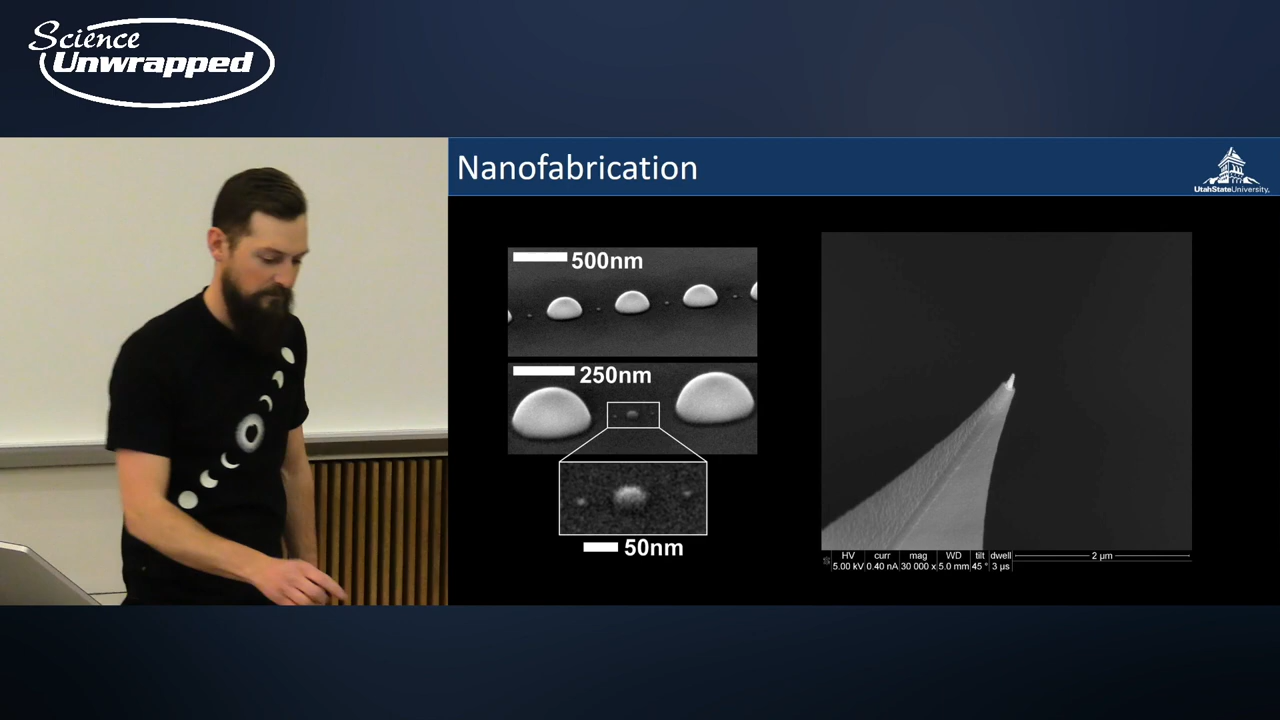 Science
Unwrapped
Nanofabrication
UtahStateUniversity
500nm
250nm
50nm
HV curr mag WD tilt dwell
5.00 kV 0.40 nA 30 000 x 5.0 mm 45 ° 3 µs
2 µm